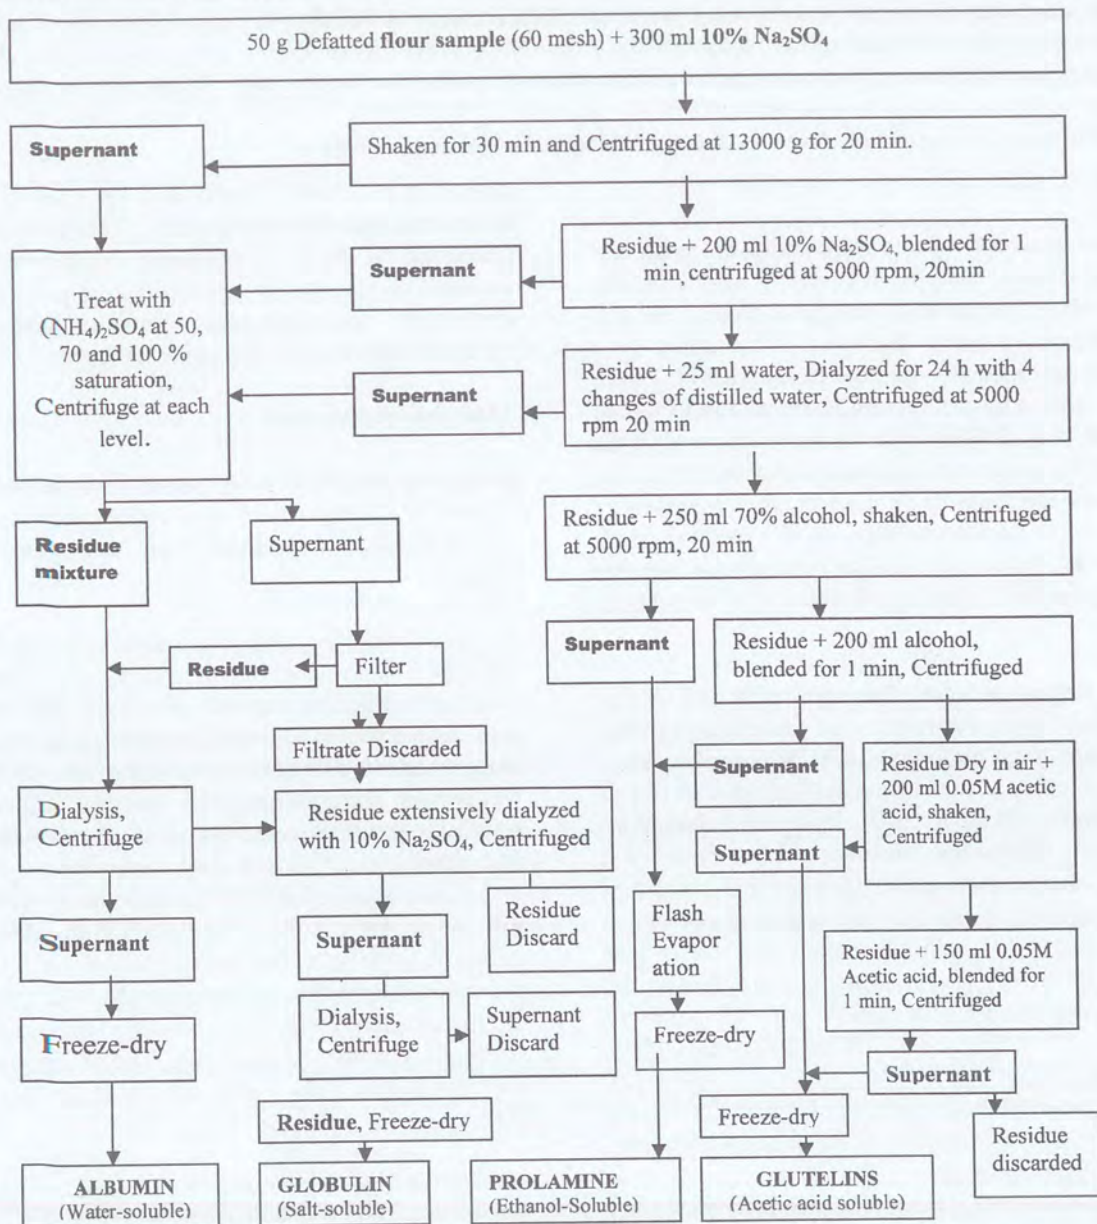 50 g Defatted flour sample (60 mesh) + 300 ml 10% Na₂SO₄
Supernant
Shaken for 30 min and Centrifuged at 13000 g for 20 min.
Residue + 200 ml 10% Na₂SO₄, blended for 1
min, centrifuged at 5000 rpm, 20min
Supernant
Treat with
(NH₄)₂SO₄ at 50,
70 and 100 %
saturation,
Centrifuge at each
level.
Residue + 25 ml water, Dialyzed for 24 h with 4
changes of distilled water, Centrifuged at 5000
rpm 20 min
Supernant
Residue + 250 ml 70% alcohol, shaken, Centrifuged
at 5000 rpm, 20 min
Residue
mixture
Supernant
Supernant
Residue + 200 ml alcohol,
blended for 1 min, Centrifuged
Residue
Filter
Filtrate Discarded
Supernant
Residue Dry in air +
200 ml 0.05M acetic
acid, shaken,
Centrifuged
Dialysis,
Centrifuge
Residue extensively dialyzed
with 10% Na₂SO₄, Centrifuged
Supernant
Supernant
Supernant
Residue
Discard
Flash
Evapor
ation
Residue + 150 ml 0.05M
Acetic acid, blended for
1 min, Centrifuged
Freeze-dry
Dialysis,
Centrifuge
Supernant
Discard
Freeze-dry
Supernant
Residue, Freeze-dry
Freeze-dry
Residue
discarded
ALBUMIN
(Water-soluble)
GLOBULIN
(Salt-soluble)
PROLAMINE
(Ethanol-Soluble)
GLUTELINS
(Acetic acid soluble)